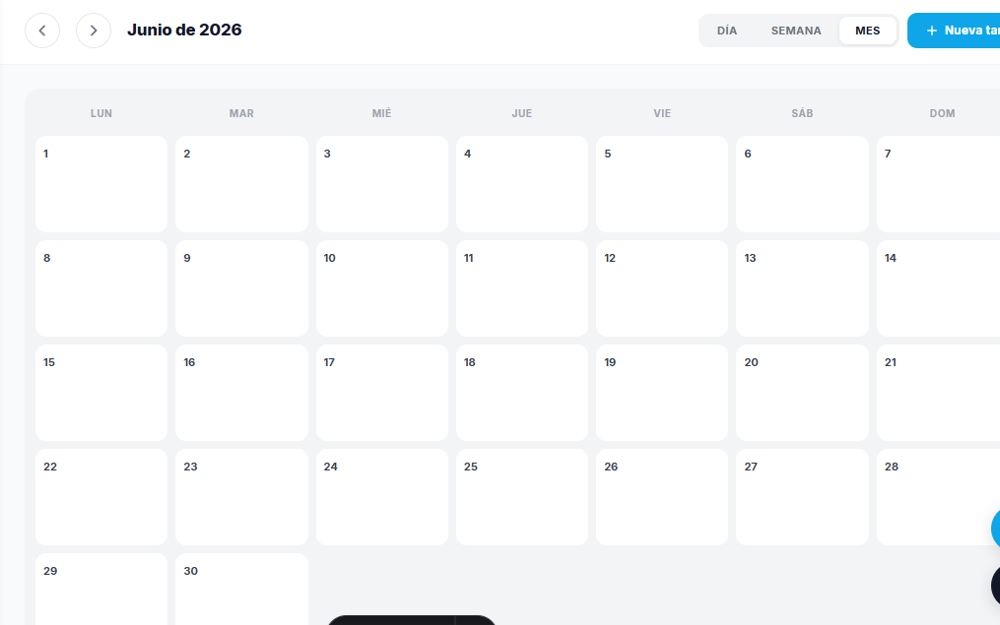 Junio de 2026
DÍA SEMANA MES + Nueva
LUN MAR MIÉ JUE VIE SÁB DOM
1 2 3 4 5 6 7
8 9 10 11 12 13 14
15 16 17 18 19 20 21
22 23 24 25 26 27 28
29 30